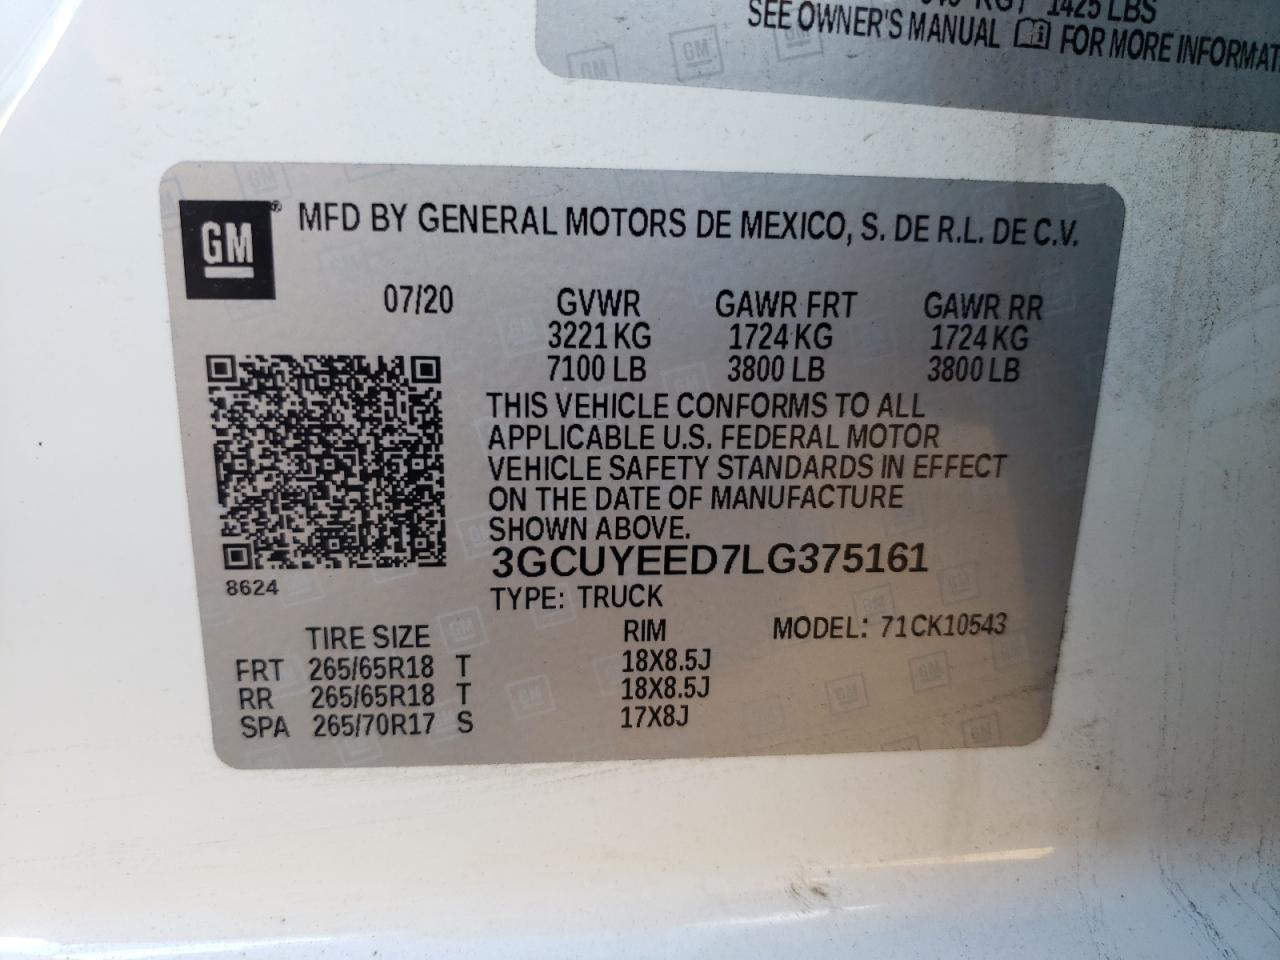 1425 LBS
SEE OWNER'S MANUAL FOR MORE
GM
MFD BY GENERAL MOTORS DE MEXICO, S. DE R.L. DE C.V.
07/20 GVWR GAWR FRT GAWR RR
3221 KG 1724 KG 1724 KG
7100 LB 3800 LB 3800 LB
THIS VEHICLE CONFORMS TO ALL
APPLICABLE U.S. FEDERAL MOTOR
VEHICLE SAFETY STANDARDS IN EFFECT
ON THE DATE OF MANUFACTURE
SHOWN ABOVE.
3GCUYEED7LG375161
8624
TYPE: TRUCK
TIRE SIZE RIM MODEL: 71CK10543
FRT 265/65R18 T 18X8.5J
RR 265/65R18 T 18X8.5J
SPA 265/70R17 S 17X8J